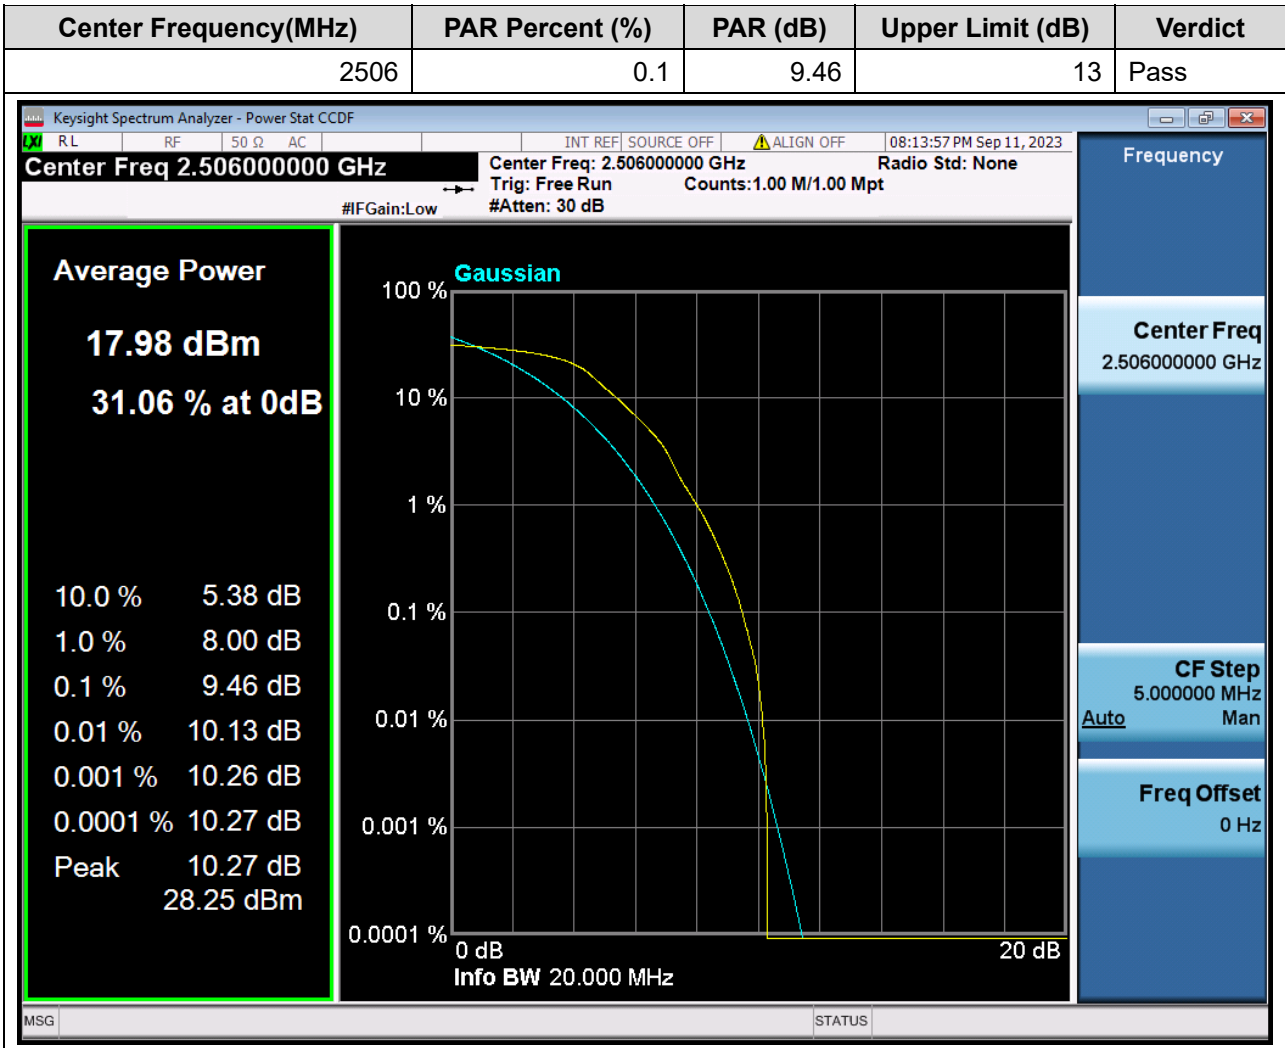 Center Frequency(MHz) PAR Percent (%) PAR (dB) Upper Limit (dB) Verdict
2506 0.1 9.46 13 Pass
Keysight Spectrum Analyzer - Power Stat CCDF
LXI RL RF 50 Ω AC INT REF SOURCE OFF ALIGN OFF 08:13:57 PM Sep 11, 2023
Center Freq 2.506000000 GHz
Center Freq: 2.506000000 GHz Radio Std: None
Trig: Free Run Counts:1.00 M/1.00 Mpt
#IFGain:Low #Atten: 30 dB
Average Power
17.98 dBm
31.06 % at 0dB
10.0 % 5.38 dB
1.0 % 8.00 dB
0.1 % 9.46 dB
0.01 % 10.13 dB
0.001 % 10.26 dB
0.0001 % 10.27 dB
Peak 10.27 dB
28.25 dBm
Gaussian
100 %
10 %
1 %
0.1 %
0.01 %
0.001 %
0.0001 %
0 dB 20 dB
Info BW 20.000 MHz
Frequency
Center Freq
2.506000000 GHz
CF Step
5.000000 MHz
Auto Man
Freq Offset
0 Hz
MSG STATUS